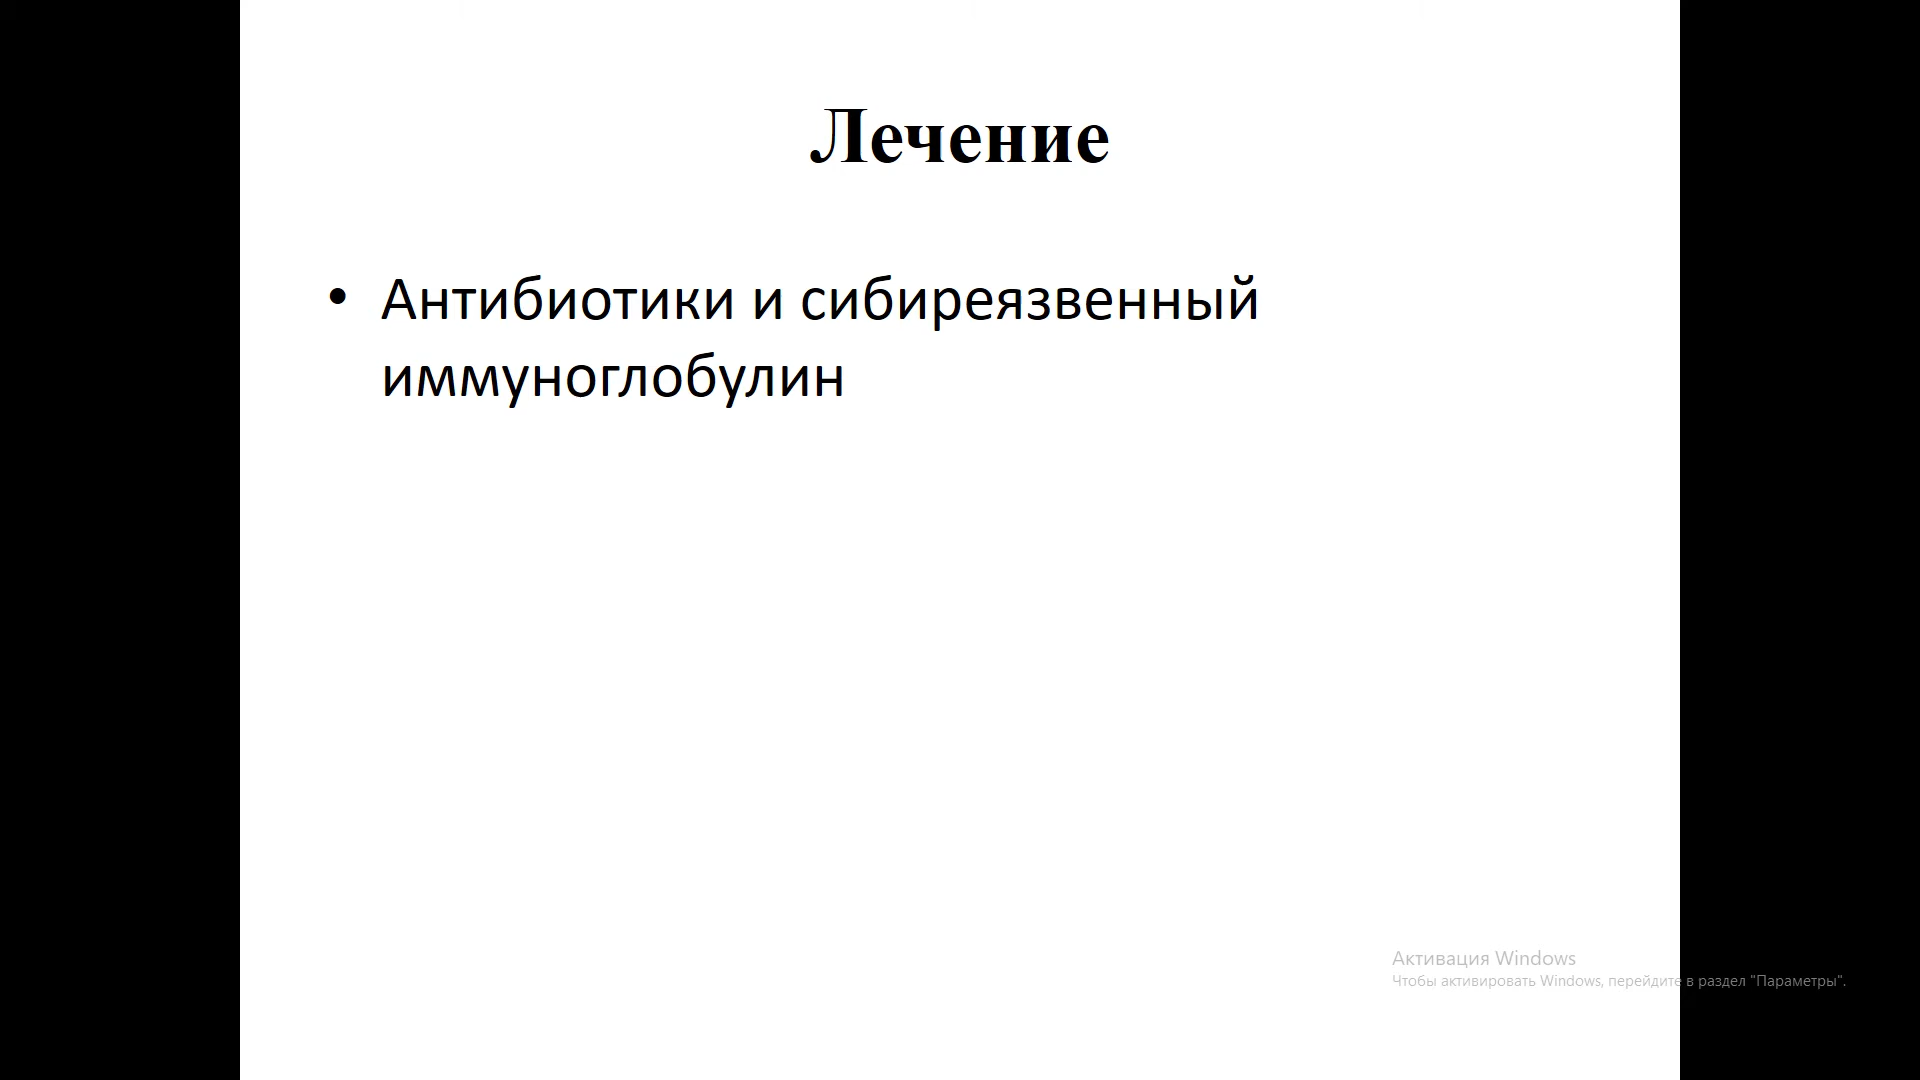 Лечение
• Антибиотики и сибиреязвенный
иммуноглобулин
Активация Windows
Чтобы активировать Windows, перейдите в раздел "Параметры".